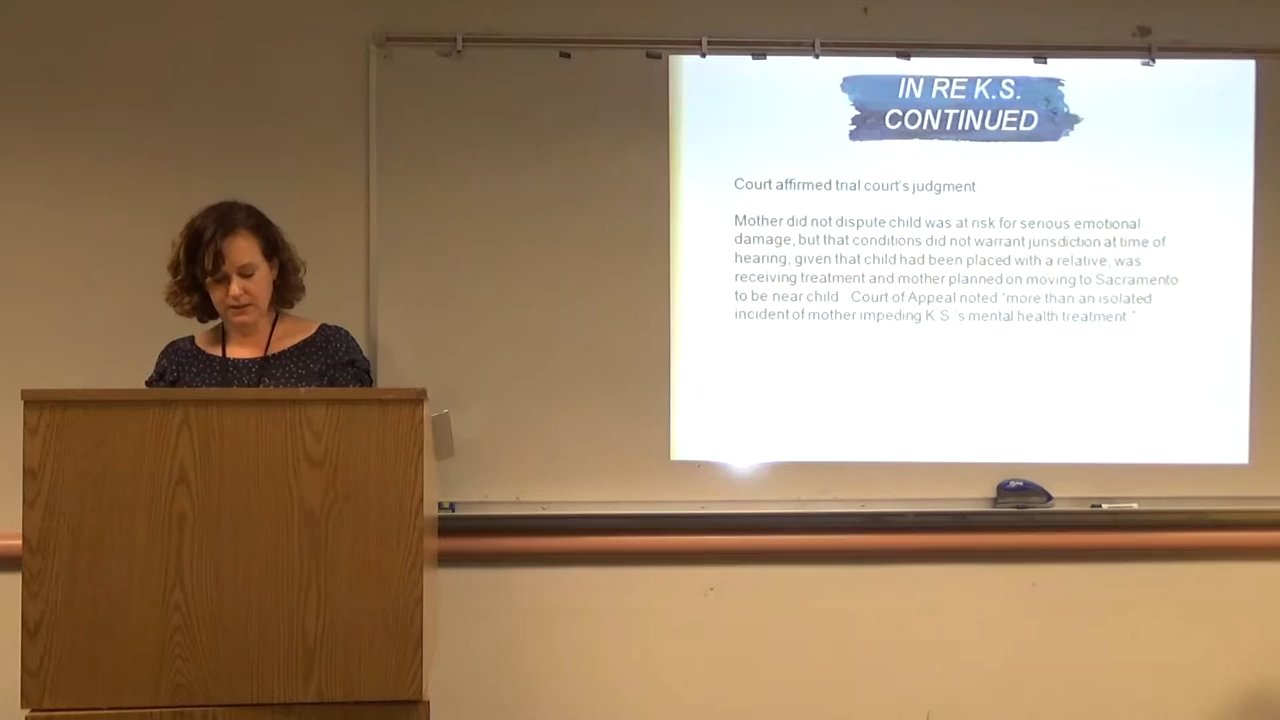 IN RE K.S.
CONTINUED
Court affirmed trial court's judgment
Mother did not dispute child was at risk for serious emotional
damage, but that conditions did not warrant jurisdiction at time of
hearing, given that child had been placed with a relative, was
receiving treatment and mother planned on moving to Sacramento
to be near child. Court of Appeal noted "more than an isolated
incident of mother impeding K.S.'s mental health treatment."